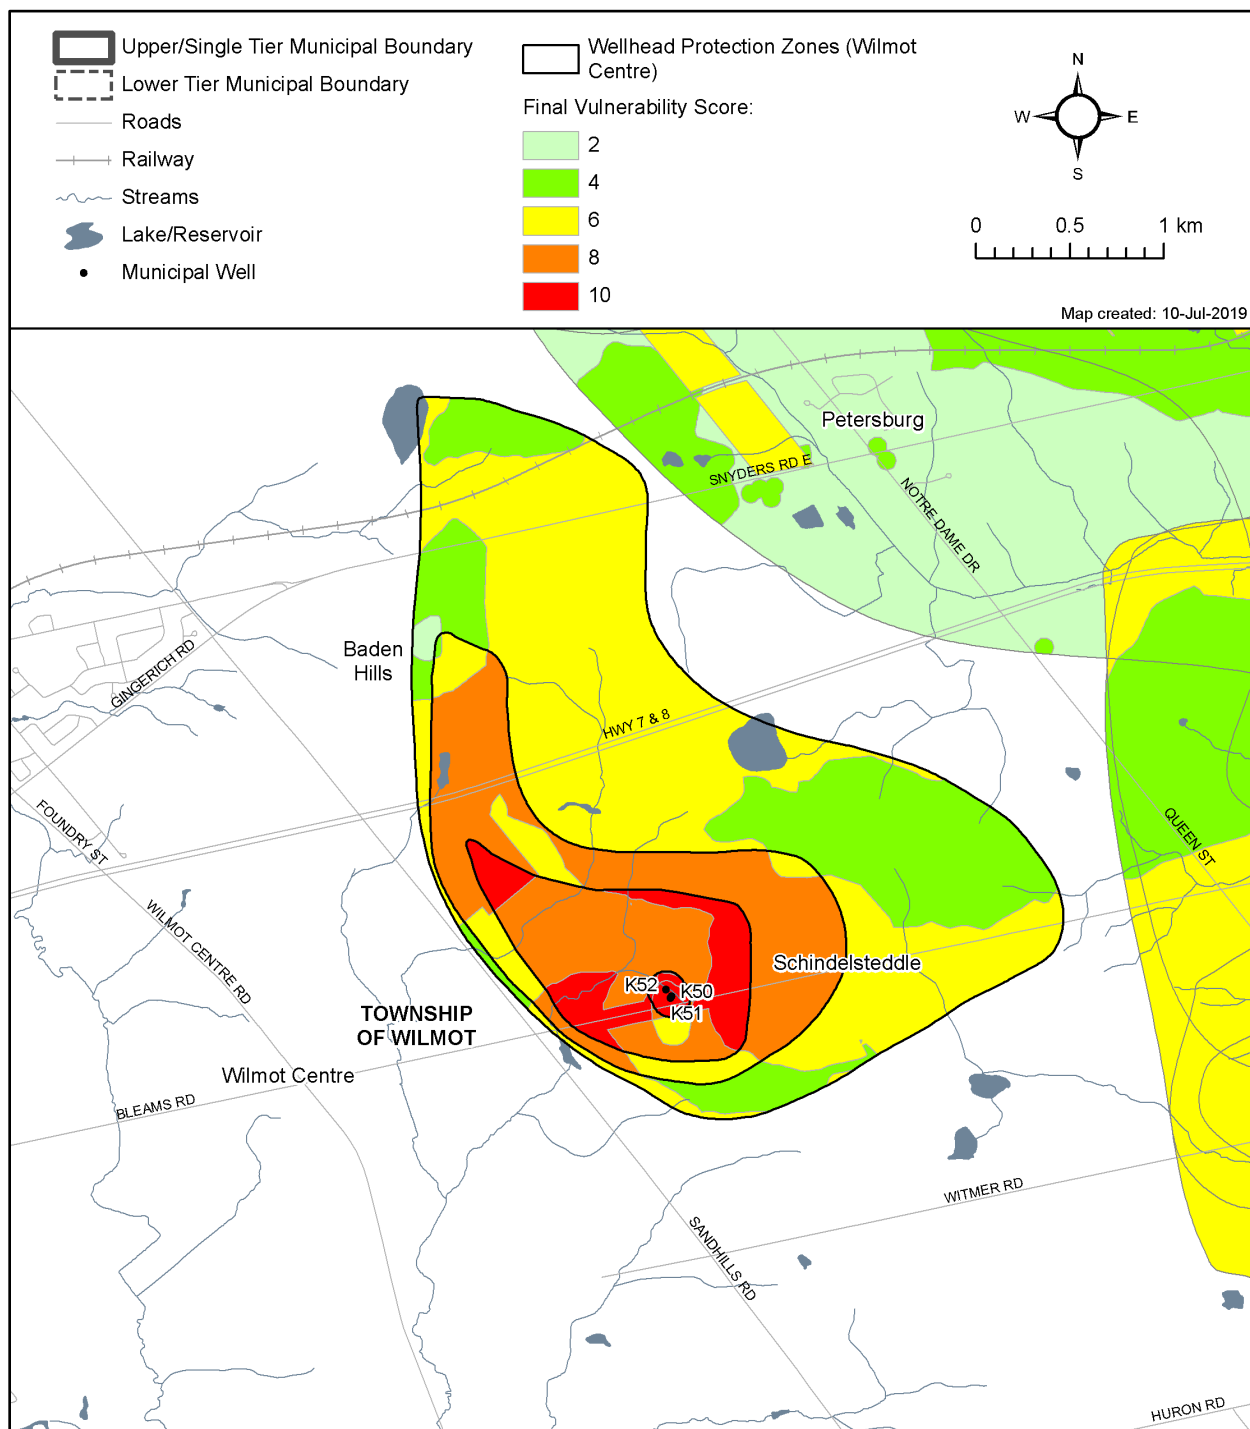 Upper/Single Tier Municipal Boundary
Lower Tier Municipal Boundary
Roads
Railway
Streams
Lake/Reservoir
Municipal Well
Wellhead Protection Zones (Wilmot
Centre)
Final Vulnerability Score:
2
4
6
8
10
N
W
E
S
0
0.5
1 km
Map created: 10-Jul-2019
Petersburg
SNYDERS RD E
NOTRE DAME DR
Baden
Hills
GINGERICH RD
HWY 7 & 8
FOUNDRY ST
QUEEN ST
WILMOT CENTRE RD
Schindelsteddle
K52
K50
K51
TOWNSHIP
OF WILMOT
Wilmot Centre
BLEAMS RD
WITMER RD
SANDHILLS RD
HURON RD